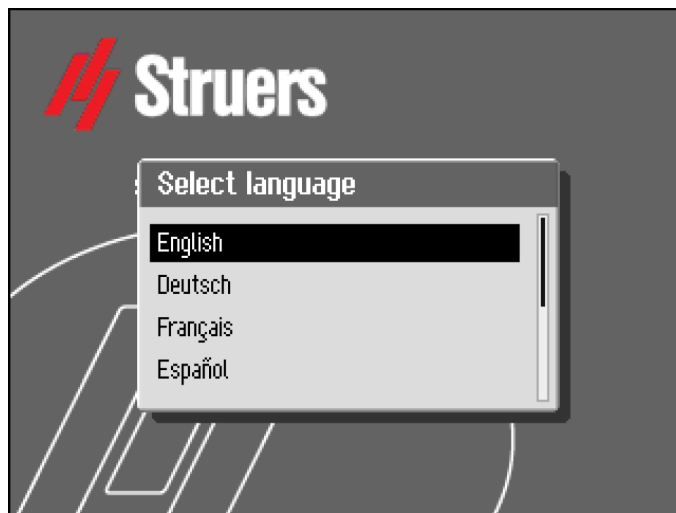 Struers
Select language
English
Deutsch
Français
Español